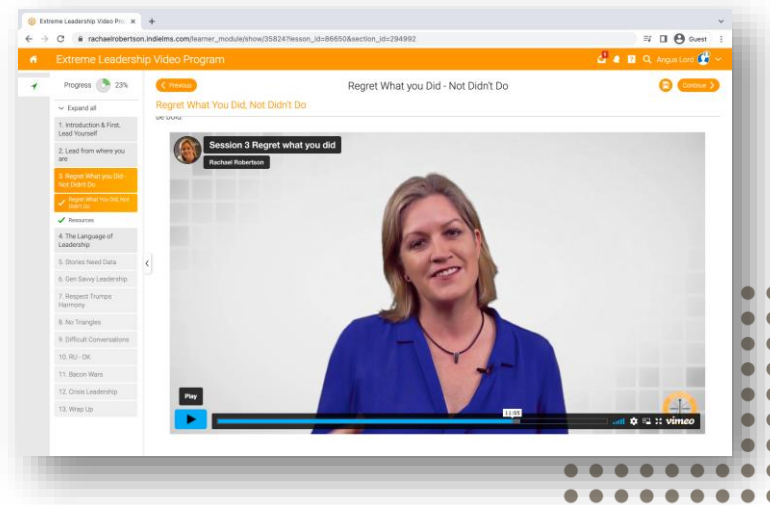 Extreme Leadership Video Pro
rachaelrobertson.indielms.com/learner_module/show/35824?lesson_id=86650&section_id=294992
Guest
Extreme Leadership Video Program
Angus Lord
Progress 23%
Previous
Regret What you Did - Not Didn't Do
Continue
Expand all
Regret What You Did, Not Didn't Do
be bold.
1. Introduction & First, Lead Yourself
2. Lead from where you are
3. Regret What you Did - Not Didn't Do
Regret What You Did, Not Didn't Do
Resources
4. The Language of Leadership
5. Stories Need Data
6. Gen Savvy Leadership
7. Respect Trumps Harmony
8. No Triangles
9. Difficult Conversations
10. RU - OK
11. Bacon Wars
12. Crisis Leadership
13. Wrap Up
Session 3 Regret what you did
Rachael Robertson
Play
vimeo